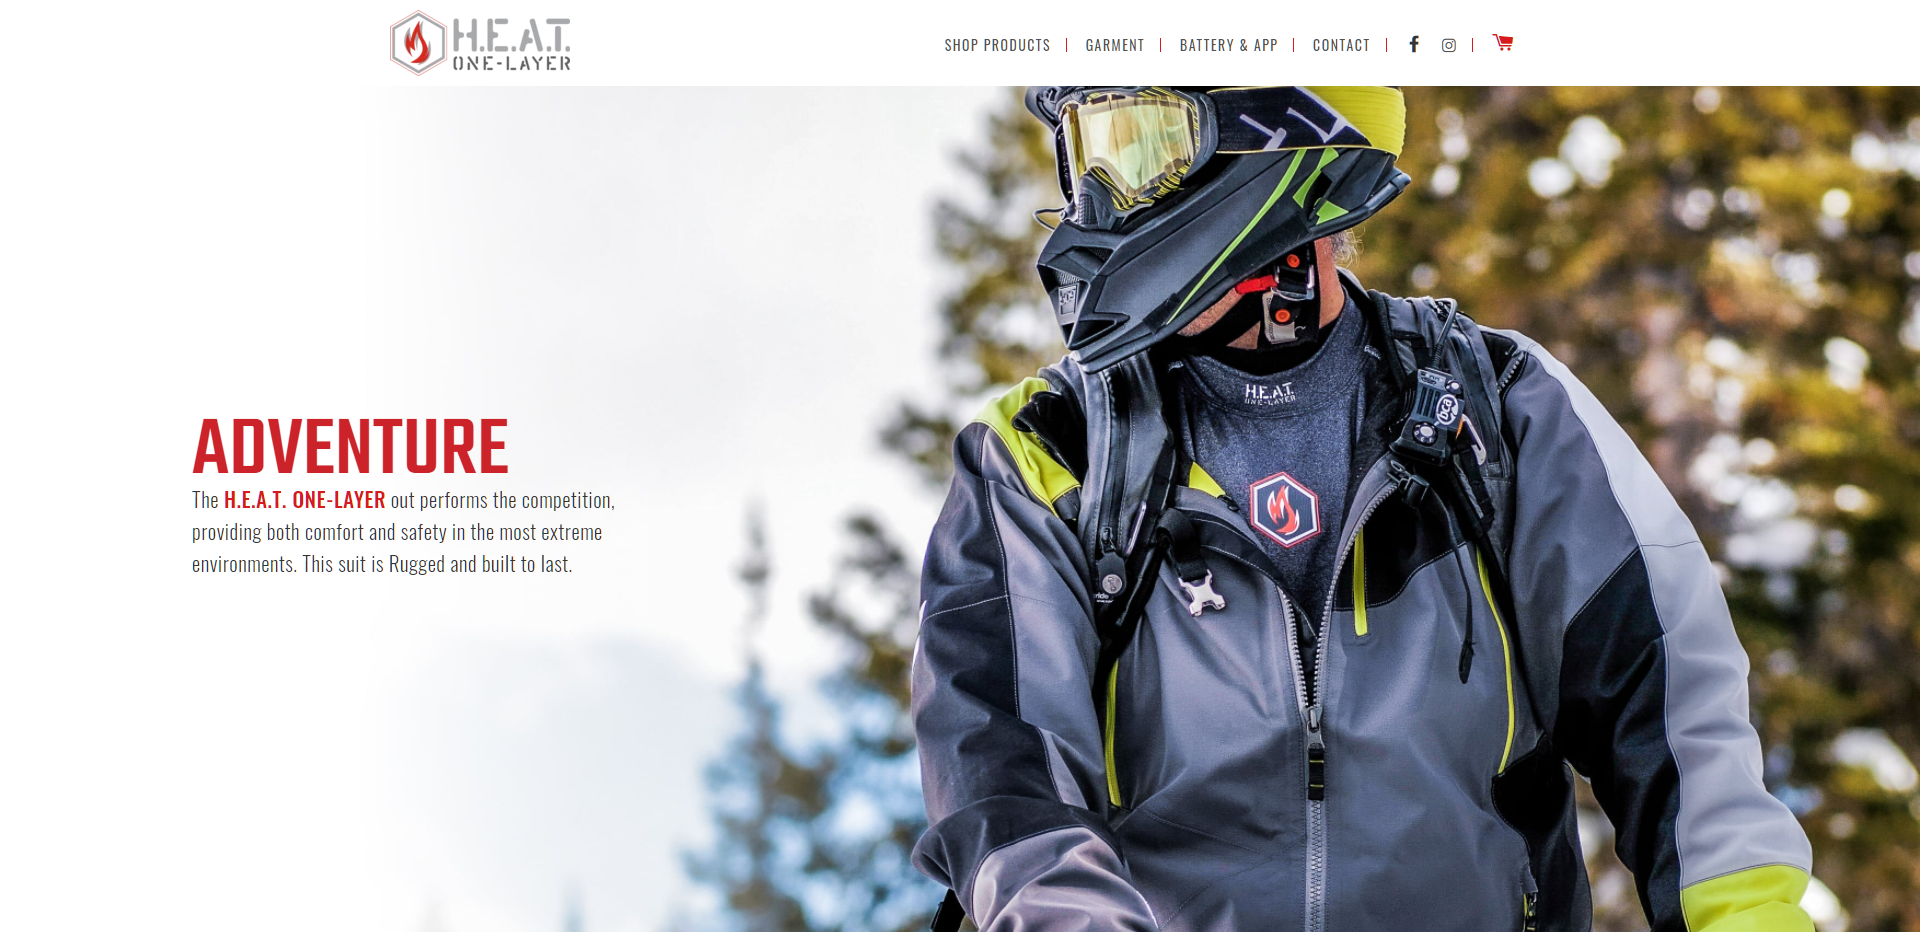 H.E.A.T.
ONE-LAYER
SHOP PRODUCTS
GARMENT
BATTERY & APP
CONTACT
H.E.A.T.
ONE-LAYER
bca
ADVENTURE
The H.E.A.T. ONE-LAYER out performs the competition,
providing both comfort and safety in the most extreme
environments. This suit is Rugged and built to last.